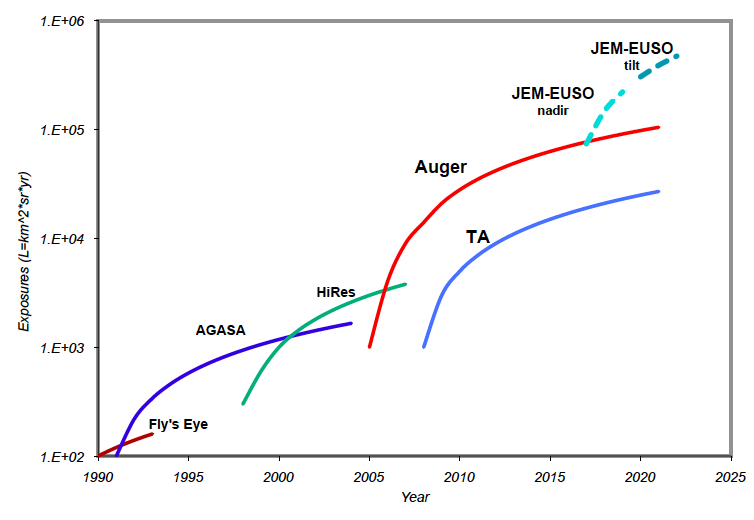 1.E+06
JEM-EUSO
tilt
JEM-EUSO
nadir
1.E+05
Auger
TA
1.E+04
HiRes
AGASA
1.E+03
Fly's Eye
1.E+02
Exposures (L=km^2*sr*yr)
1990 1995 2000 2005 2010 2015 2020 2025
Year